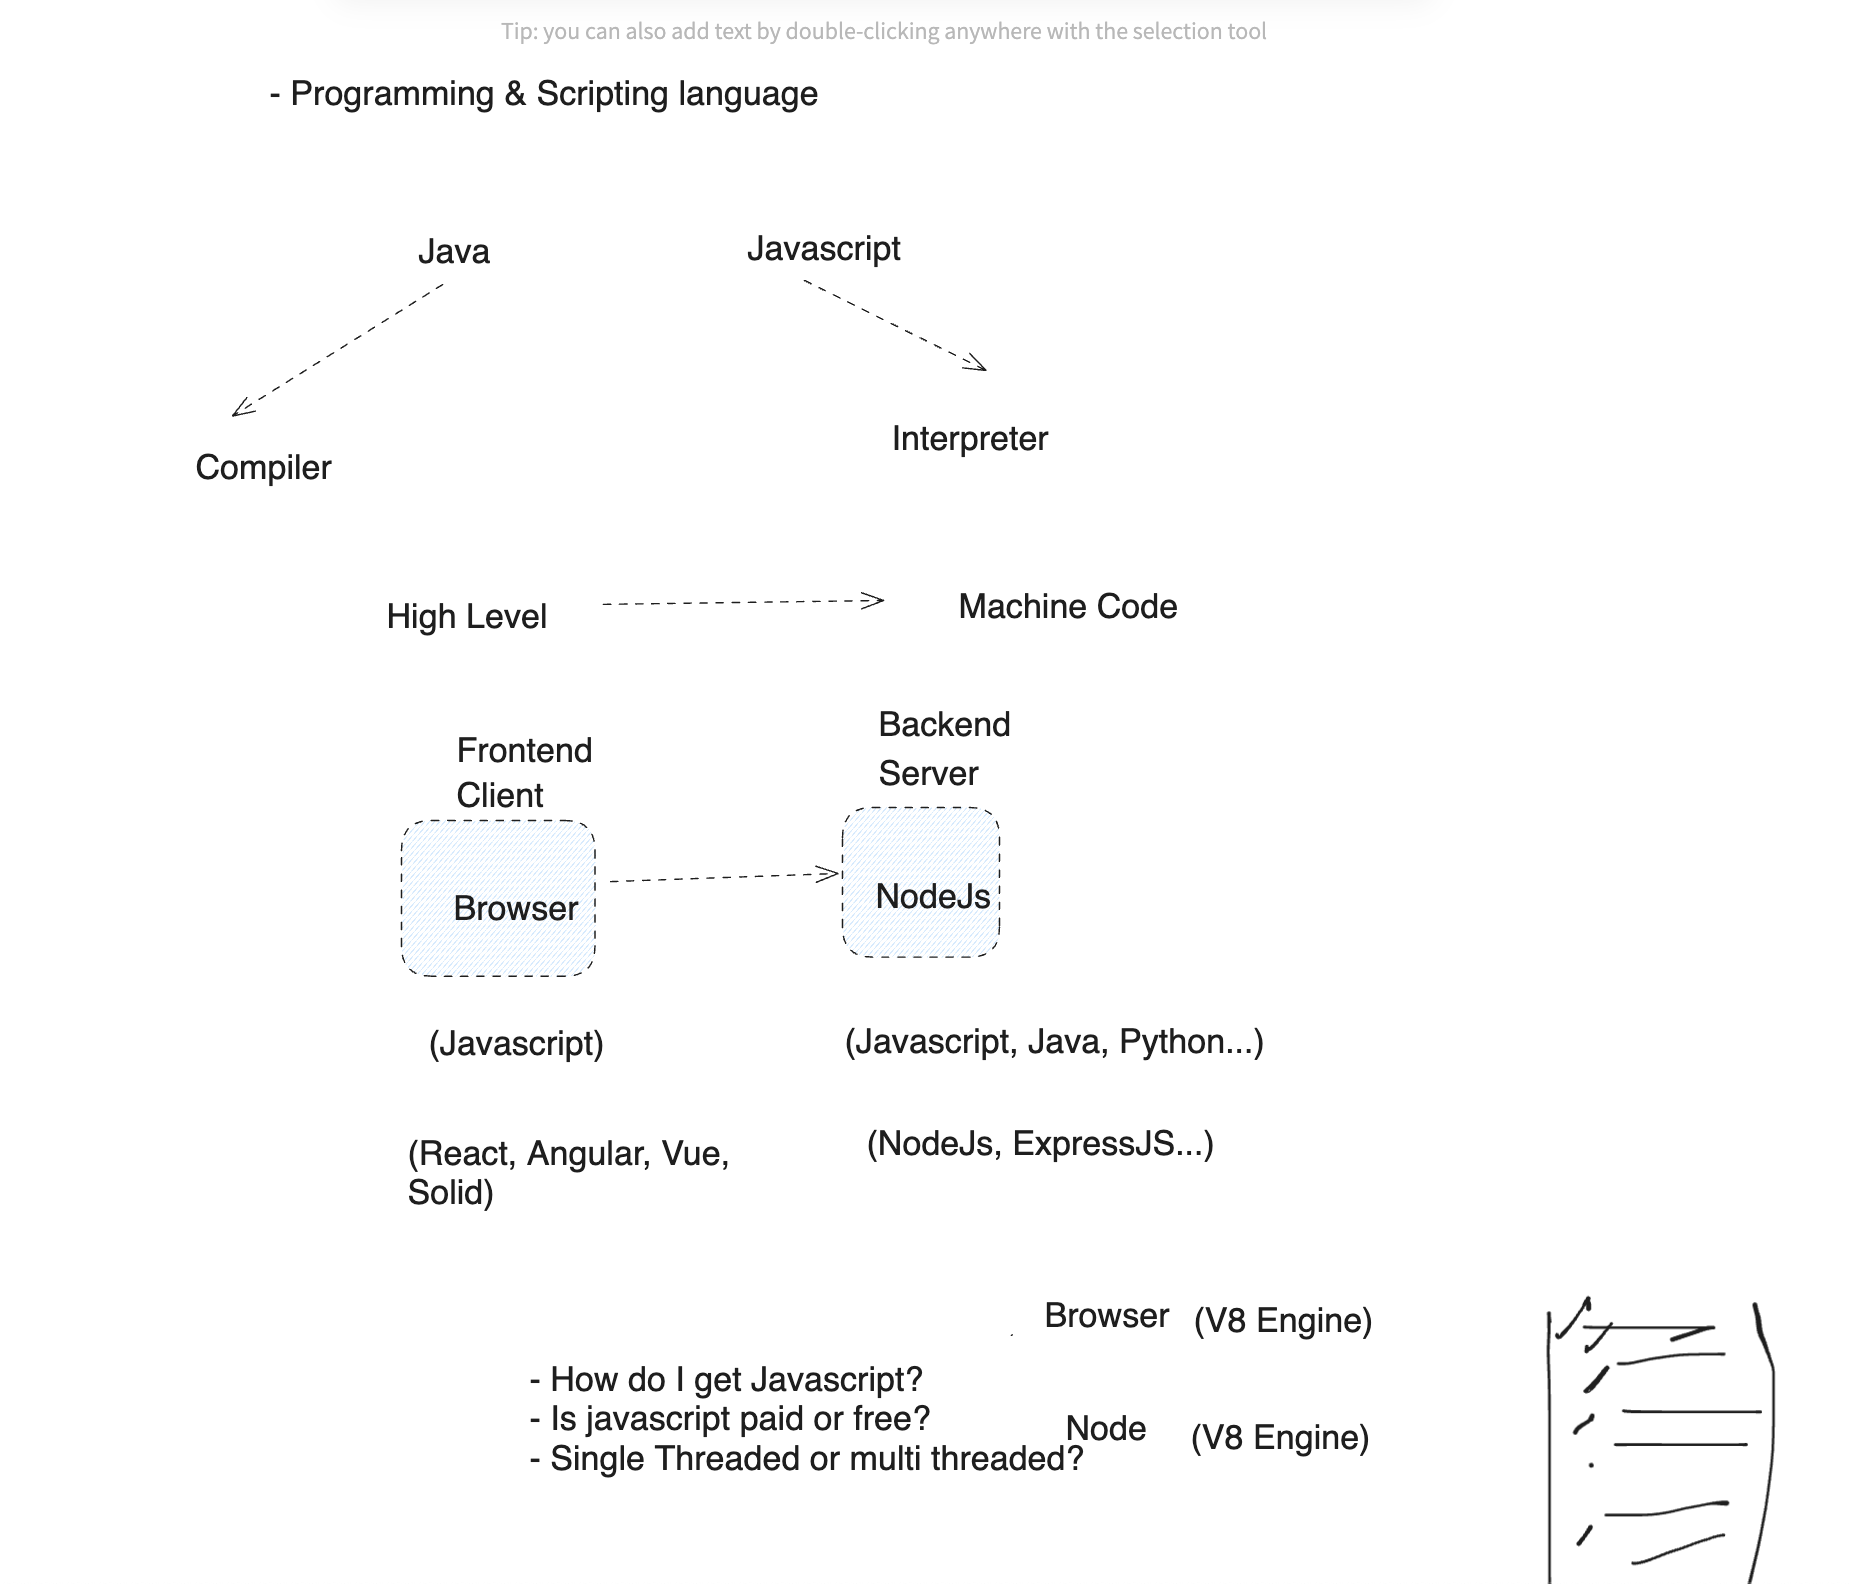 Tip: you can also add text by double-clicking anywhere with the selection tool
- Programming & Scripting language
Java
Javascript
Compiler
Interpreter
High Level
Machine Code
Frontend
Client
Backend
Server
Browser
NodeJs
(Javascript)
(Javascript, Java, Python...)
(React, Angular, Vue,
Solid)
(NodeJs, ExpressJS...)
Browser (V8 Engine)
- How do I get Javascript?
- Is javascript paid or free?
- Single Threaded or multi threaded?
Node (V8 Engine)